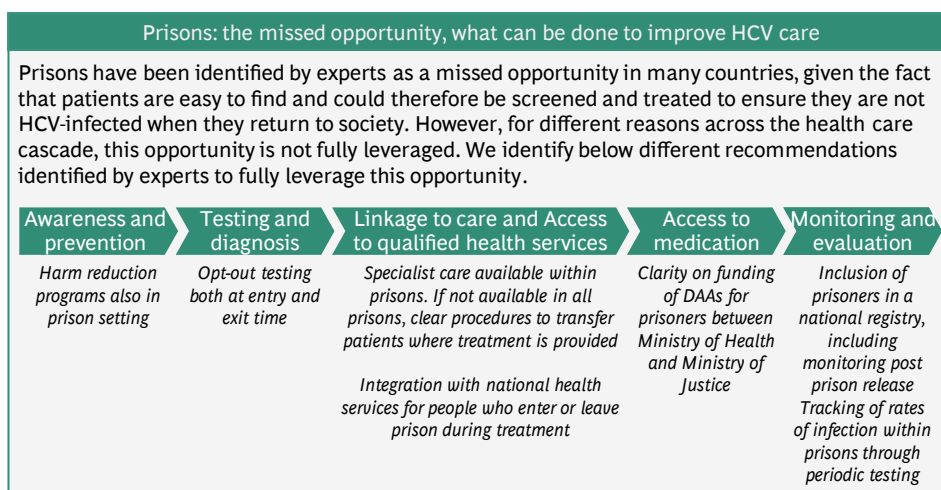 Prisons: the missed opportunity, what can be done to improve HCV care
Prisons have been identified by experts as a missed opportunity in many countries, given the fact
that patients are easy to find and could therefore be screened and treated to ensure they are not
HCV-infected when they return to society. However, for different reasons across the health care
cascade, this opportunity is not fully leveraged. We identify below different recommendations
identified by experts to fully leverage this opportunity.
Awareness and
prevention
Harm reduction
programs also in
prison setting
Testing and
diagnosis
Opt-out testing
both at entry and
exit time
Linkage to care and Access
to qualified health services
Specialist care available within
prisons. If not available in all
prisons, clear procedures to transfer
patients where treatment is provided
Integration with national health
services for people who enter or leave
prison during treatment
Access to
medication
Clarity on funding
of DAAs for
prisoners between
Ministry of Health
and Ministry of
Justice
Monitoring and
evaluation
Inclusion of
prisoners in a
national registry,
including
monitoring post
prison release
Tracking of rates
of infection within
prisons through
periodic testing